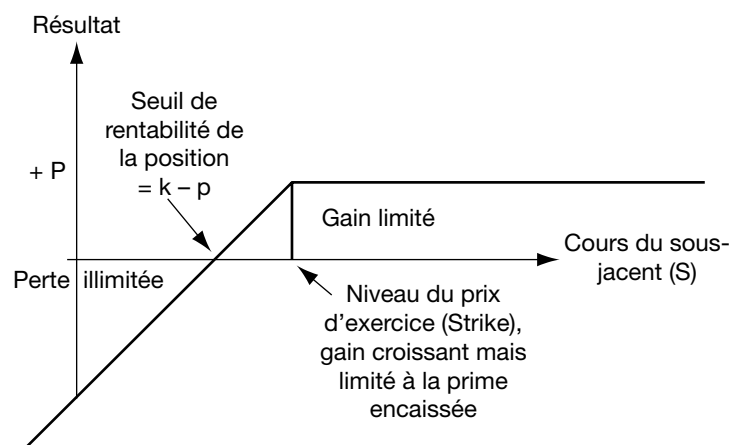 Résultat
Seuil de
rentabilité de
la position
= k – p
+ P
Gain limité
Cours du sous-
jacent (S)
Perte illimitée
Niveau du prix
d'exercice (Strike),
gain croissant mais
limité à la prime
encaissée